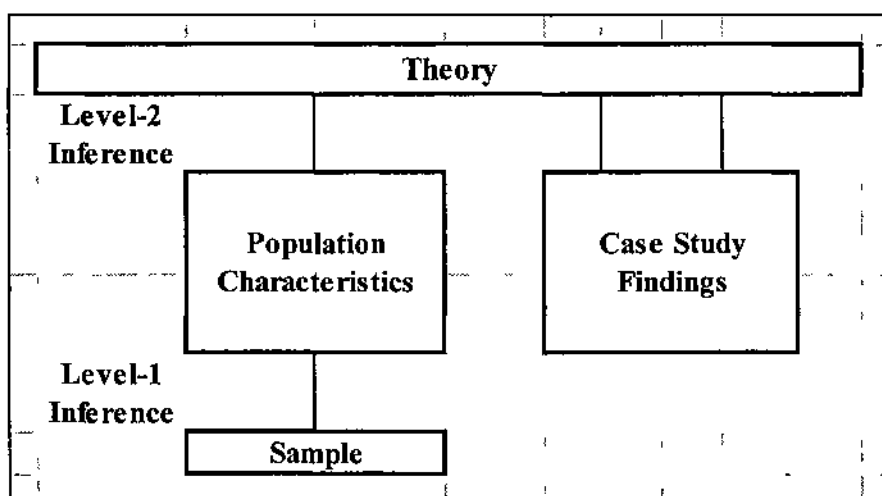 Theory
Level-2
Inference
Population
Characteristics
Case Study
Findings
Level-1
Inference
Sample